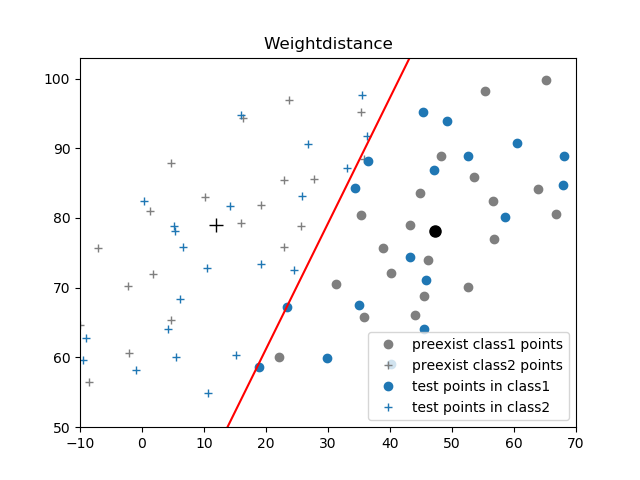 Weightdistance
100
90
80
70
60
50
preexist class1 points
preexist class2 points
test points in class1
test points in class2
−10 0 10 20 30 40 50 60 70